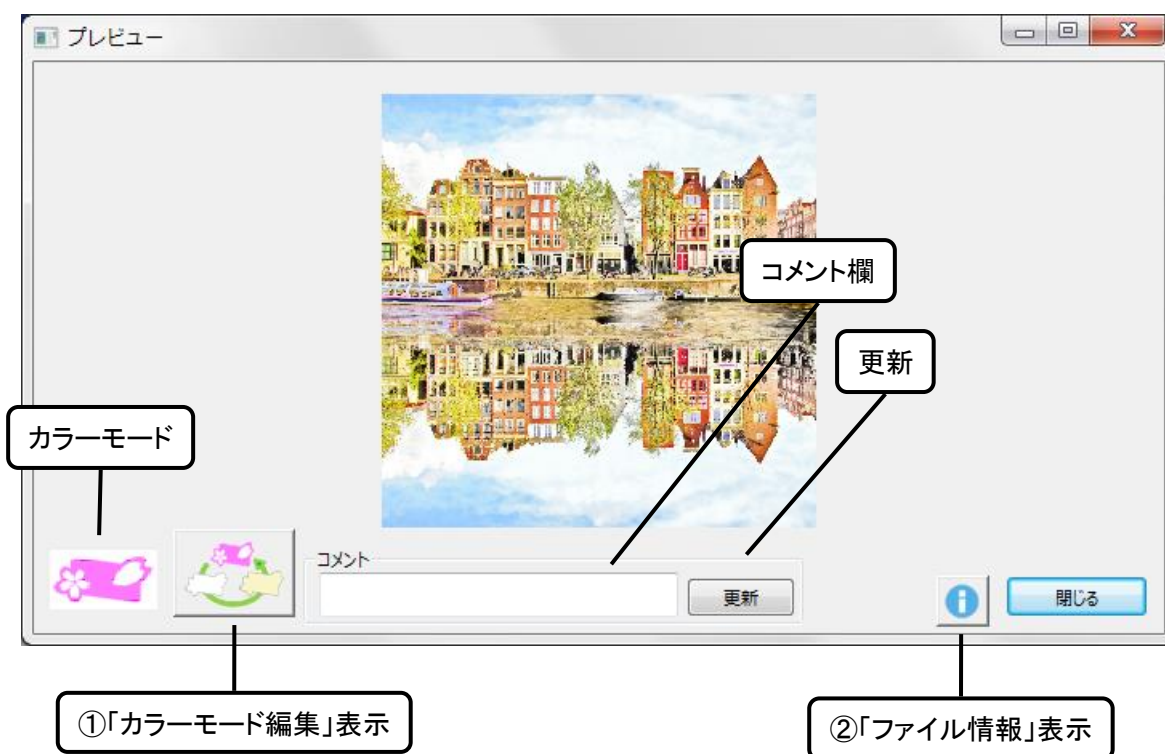 プレビュー
コメント欄
更新
カラーモード
コメント
更新
閉じる
①「カラーモード編集」表示
②「ファイル情報」表示